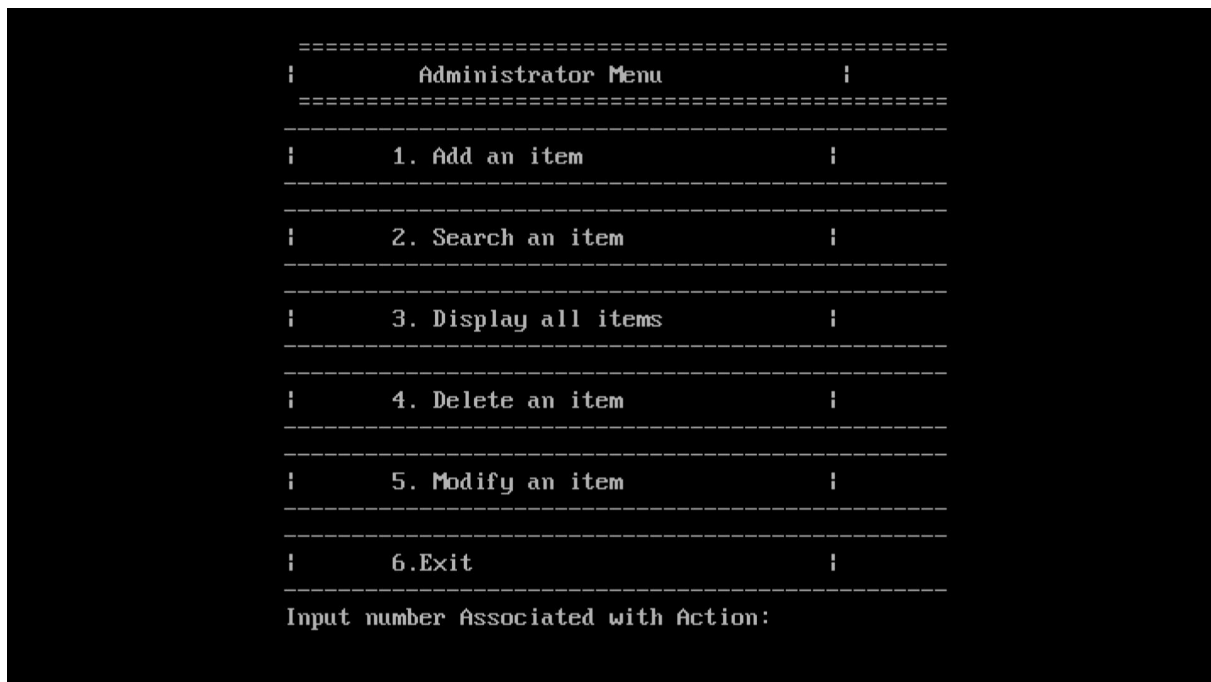 ================================================
¦ Administrator Menu ¦
================================================
-------------------------------------------------
¦ 1. Add an item ¦
-------------------------------------------------
-------------------------------------------------
¦ 2. Search an item ¦
-------------------------------------------------
-------------------------------------------------
¦ 3. Display all items ¦
-------------------------------------------------
-------------------------------------------------
¦ 4. Delete an item ¦
-------------------------------------------------
-------------------------------------------------
¦ 5. Modify an item ¦
-------------------------------------------------
-------------------------------------------------
¦ 6.Exit ¦
-------------------------------------------------
Input number Associated with Action: